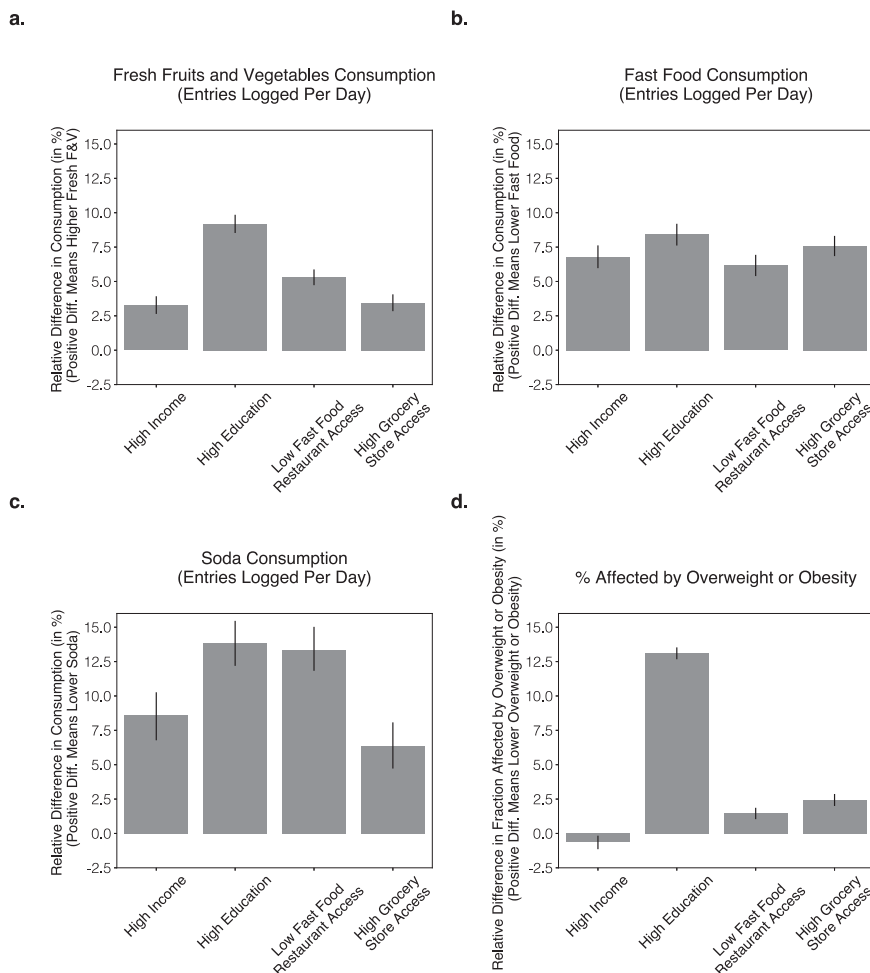 a.
Fresh Fruits and Vegetables Consumption
(Entries Logged Per Day)
Relative Difference in Consumption (in %)
(Positive Diff. Means Higher Fresh F&V)
15.0
12.5
10.0
7.5
5.0
2.5
0.0
-2.5
High Income
High Education
Low Fast Food
Restaurant Access
High Grocery
Store Access
b.
Fast Food Consumption
(Entries Logged Per Day)
Relative Difference in Consumption (in %)
(Positive Diff. Means Lower Fast Food)
15.0
12.5
10.0
7.5
5.0
2.5
0.0
-2.5
High Income
High Education
Low Fast Food
Restaurant Access
High Grocery
Store Access
c.
Soda Consumption
(Entries Logged Per Day)
Relative Difference in Consumption (in %)
(Positive Diff. Means Lower Soda)
15.0
12.5
10.0
7.5
5.0
2.5
0.0
-2.5
High Income
High Education
Low Fast Food
Restaurant Access
High Grocery
Store Access
d.
% Affected by Overweight or Obesity
Relative Difference in Fraction Affected by Overweight or Obesity (in %)
(Positive Diff. Means Lower Overweight or Obesity)
15.0
12.5
10.0
7.5
5.0
2.5
0.0
-2.5
High Income
High Education
Low Fast Food
Restaurant Access
High Grocery
Store Access